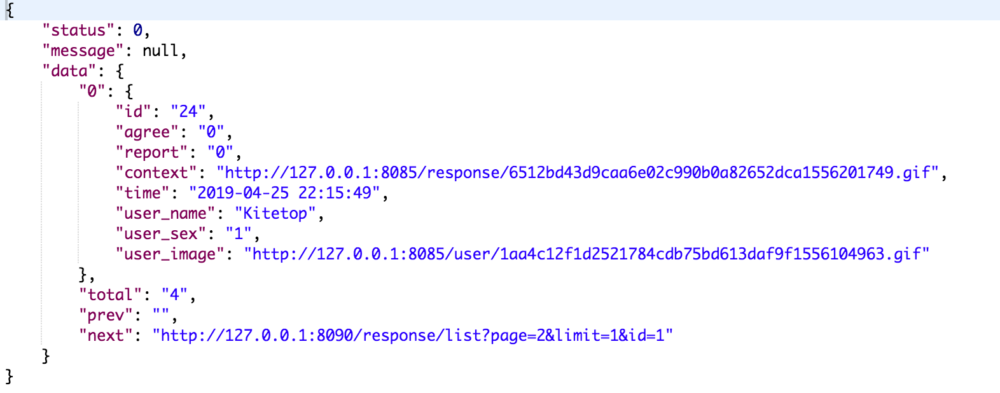 {
    "status": 0,
    "message": null,
    "data": {
        "0": {
            "id": "24",
            "agree": "0",
            "report": "0",
            "context": "http://127.0.0.1:8085/response/6512bd43d9caa6e02c990b0a82652dca1556201749.gif",
            "time": "2019-04-25 22:15:49",
            "user_name": "Kitetop",
            "user_sex": "1",
            "user_image": "http://127.0.0.1:8085/user/1aa4c12f1d2521784cdb75bd613daf9f1556104963.gif"
        },
        "total": "4",
        "prev": "",
        "next": "http://127.0.0.1:8090/response/list?page=2&limit=1&id=1"
    }
}